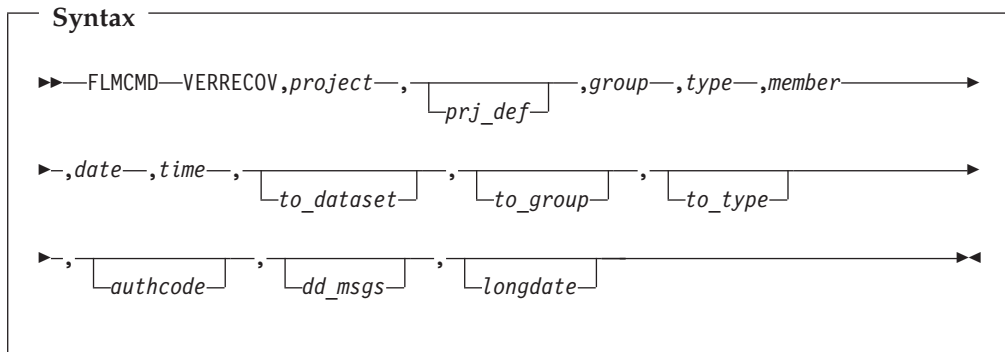 Syntax
FLMCMD VERRECOV,project , prj_def ,group ,type ,member
,date ,time , to_dataset , to_group , to_type
, authcode , dd_msgs , longdate